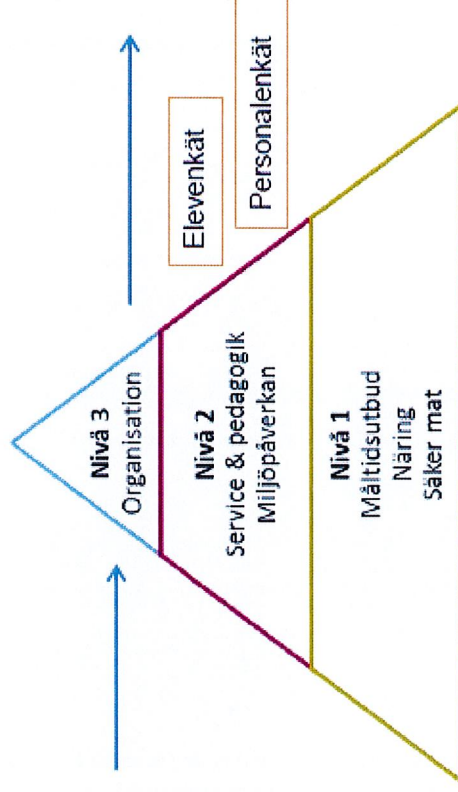 Nivå 3
Organisation
Nivå 2
Service & pedagogik
Miljöpåverkan
Nivå 1
Måltidsutbud
Näring
Säker mat
Elevenkät
Personalenkät